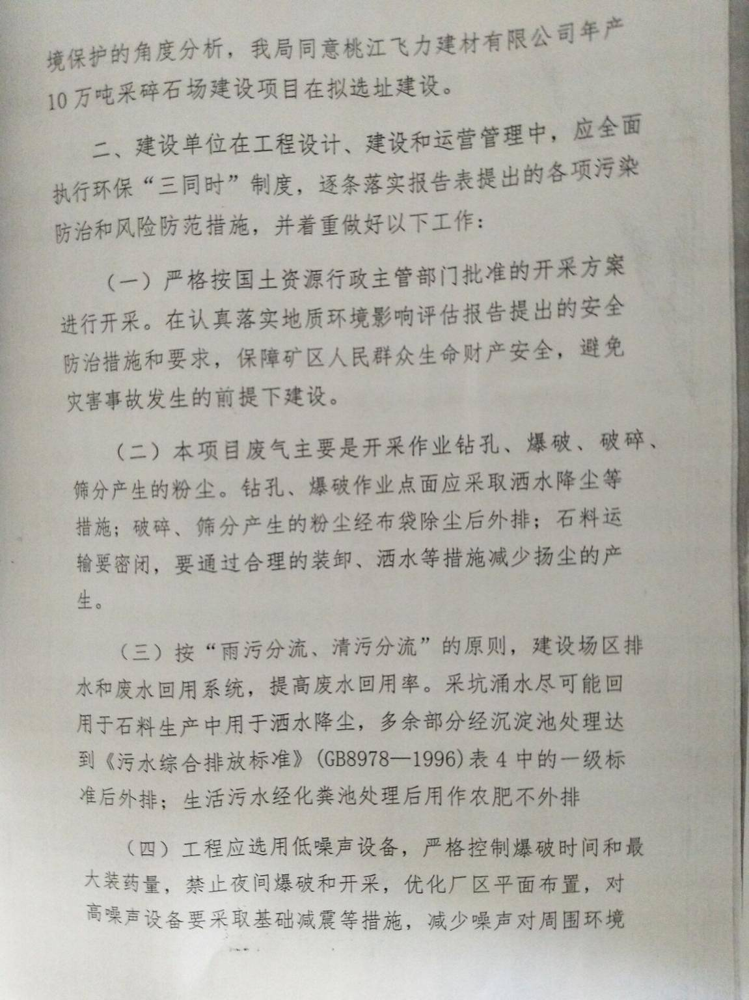 境保护的角度分析，我局同意桃江飞力建材有限公司年产
10万吨采碎石场建设项目在拟选址建设。
二、建设单位在工程设计、建设和运营管理中，应全面
执行环保“三同时”制度，逐条落实报告表提出的各项污染
防治和风险防范措施，并着重做好以下工作：
（一）严格按国土资源行政主管部门批准的开采方案
进行开采。在认真落实地质环境影响评估报告提出的安全
防治措施和要求，保障矿区人民群众生命财产安全，避免
灾害事故发生的前提下建设。
（二）本项目废气主要是开采作业钻孔、爆破、破碎、
筛分产生的粉尘。钻孔、爆破作业点面应采取洒水降尘等
措施；破碎、筛分产生的粉尘经布袋除尘后外排；石料运
输要密闭，要通过合理的装卸、洒水等措施减少扬尘的产
生。
（三）按“雨污分流、清污分流”的原则，建设场区排
水和废水回用系统，提高废水回用率。采坑涌水尽可能回
用于石料生产中用于洒水降尘，多余部分经沉淀池处理达
到《污水综合排放标准》(GB8978—1996)表4中的一级标
准后外排；生活污水经化粪池处理后用作农肥不外排
（四）工程应选用低噪声设备，严格控制爆破时间和最
大装药量，禁止夜间爆破和开采，优化厂区平面布置，对
高噪声设备要采取基础减震等措施，减少噪声对周围环境